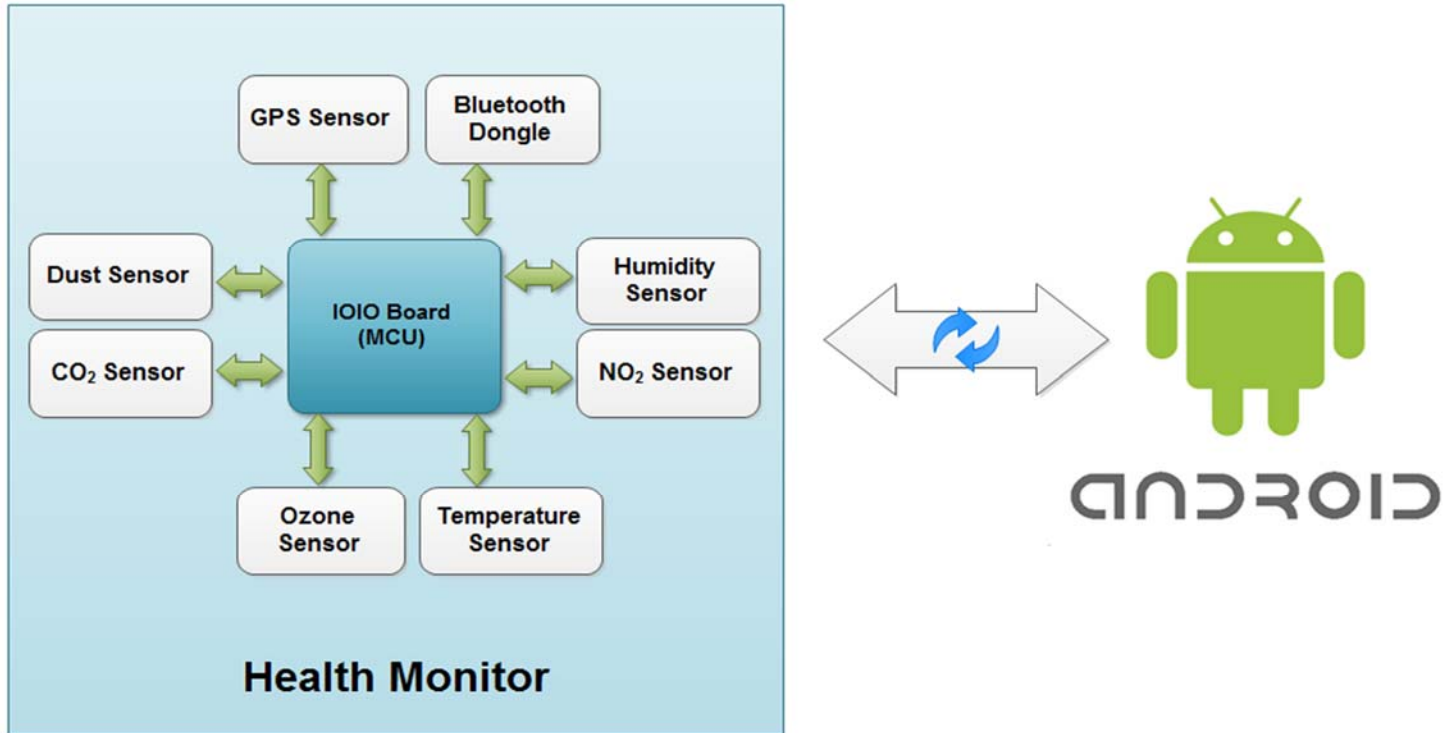 GPS Sensor
Bluetooth
Dongle
Dust Sensor
Humidity
Sensor
IOIO Board
(MCU)
CO₂ Sensor
NO₂ Sensor
Ozone
Sensor
Temperature
Sensor
Health Monitor
ANDROID